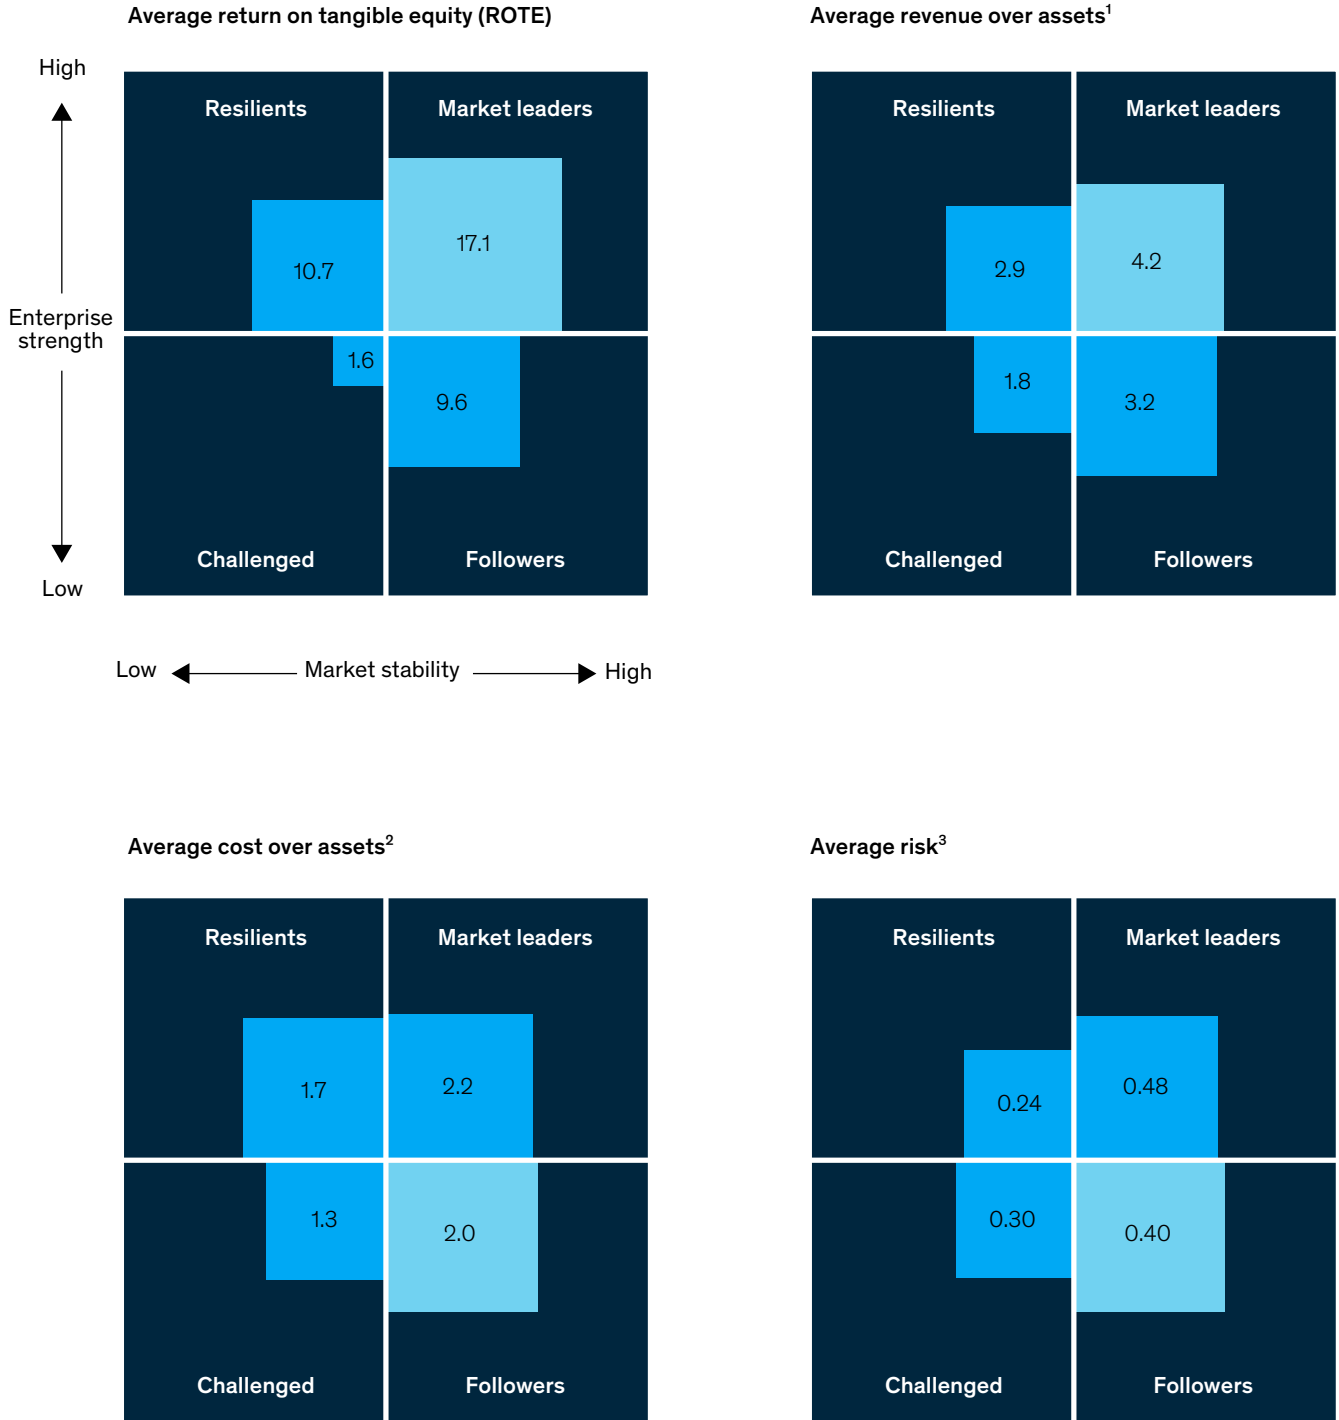 Average return on tangible equity (ROTE)
High
Enterprise
strength
Low
Resilients
Market leaders
10.7
17.1
1.6
9.6
Challenged
Followers
Low
Market stability
High
Average revenue over assets1
Resilients
Market leaders
2.9
4.2
1.8
3.2
Challenged
Followers
Average cost over assets2
Resilients
Market leaders
1.7
2.2
1.3
2.0
Challenged
Followers
Average risk3
Resilients
Market leaders
0.24
0.48
0.30
0.40
Challenged
Followers